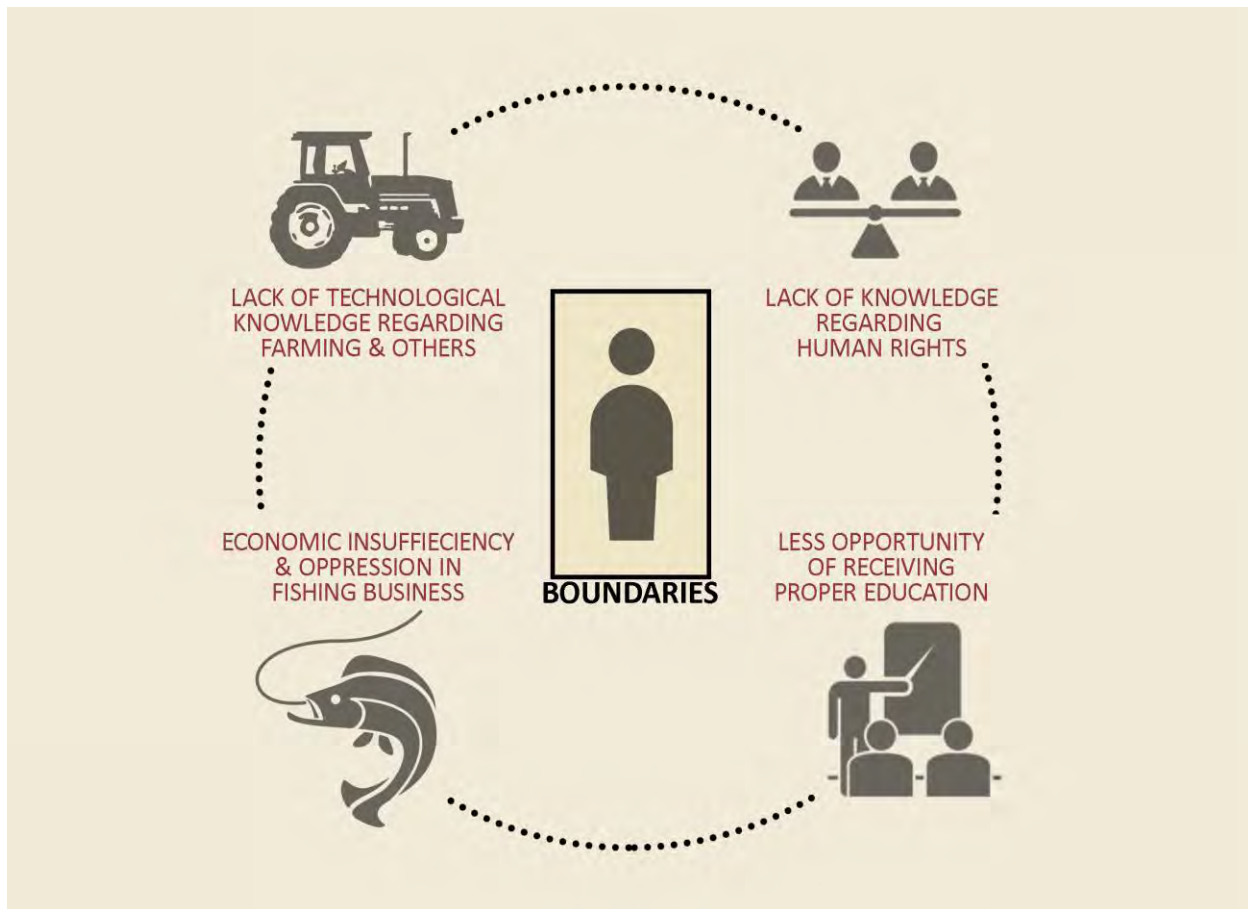 LACK OF TECHNOLOGICAL
KNOWLEDGE REGARDING
FARMING & OTHERS
LACK OF KNOWLEDGE
REGARDING
HUMAN RIGHTS
ECONOMIC INSUFFIECIENCY
& OPPRESSION IN
FISHING BUSINESS
BOUNDARIES
LESS OPPORTUNITY
OF RECEIVING
PROPER EDUCATION